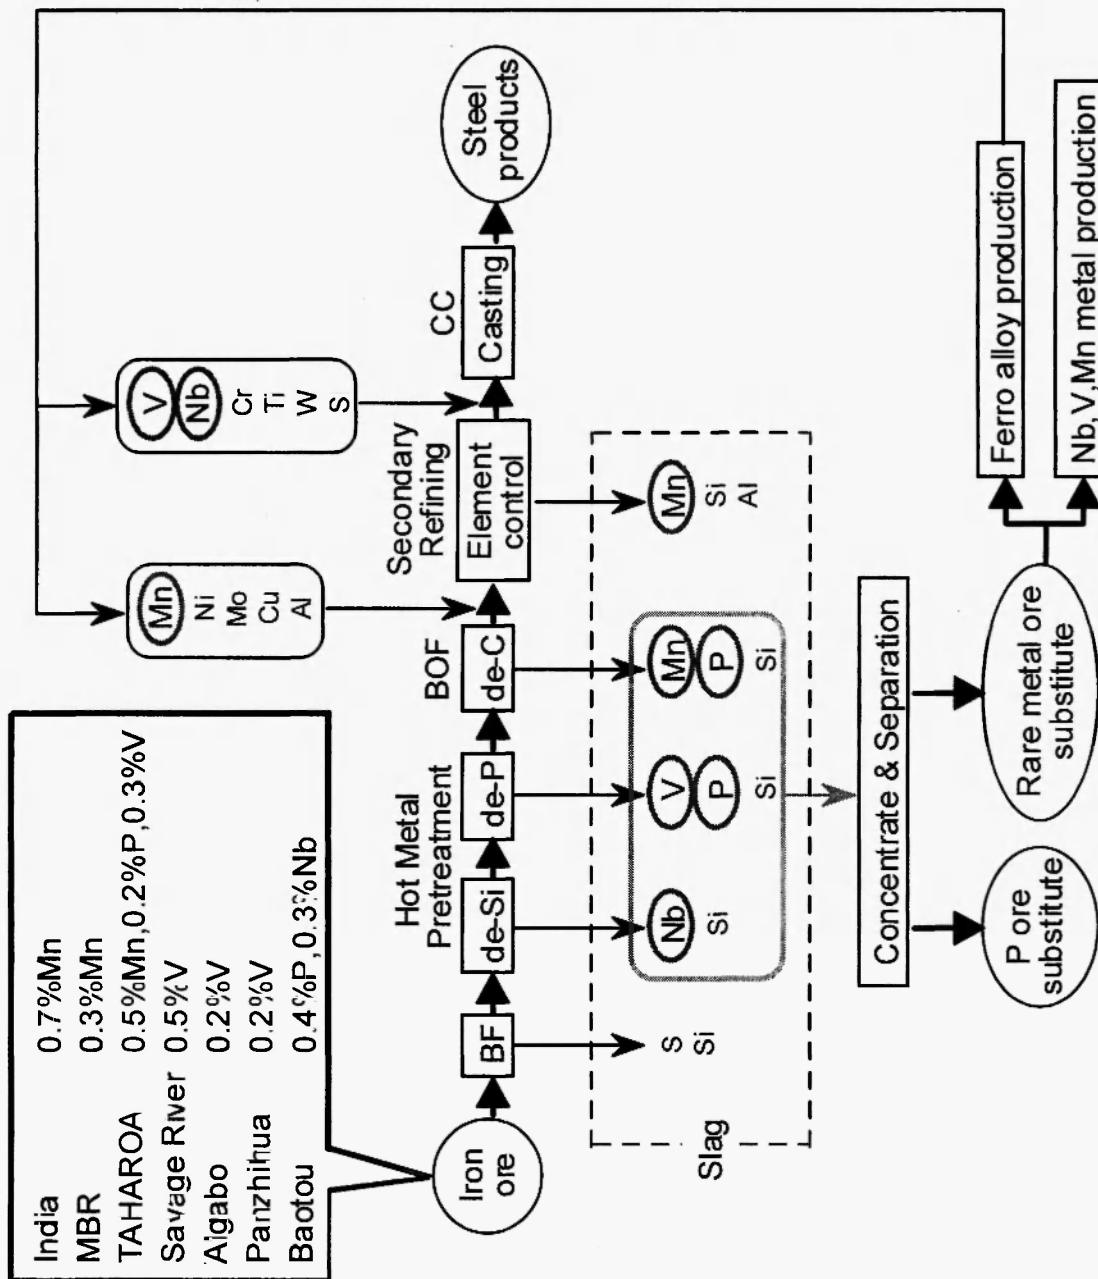 India 0.7%Mn
MBR 0.3%Mn
TAHAROA 0.5%Mn,0.2%P,0.3%V
Savage River 0.5%V
Aigabo 0.2%V
Panzhihua 0.2%V
Baotou 0.4%P,0.3%Nb
Mn
Ni
Mo
Cu
Al
V
Nb
Cr
Ti
W
S
Hot Metal
Pretreatment
BOF
Secondary
Refining
CC
Iron
ore
BF
de-Si
de-P
de-C
Element
control
Casting
Steel
products
Slag
S
Si
Nb
Si
V
P
Si
Mn
P
Si
Mn
Si
Al
Concentrate & Separation
P ore
substitute
Rare metal ore
substitute
Ferro alloy production
Nb,V,Mn metal production